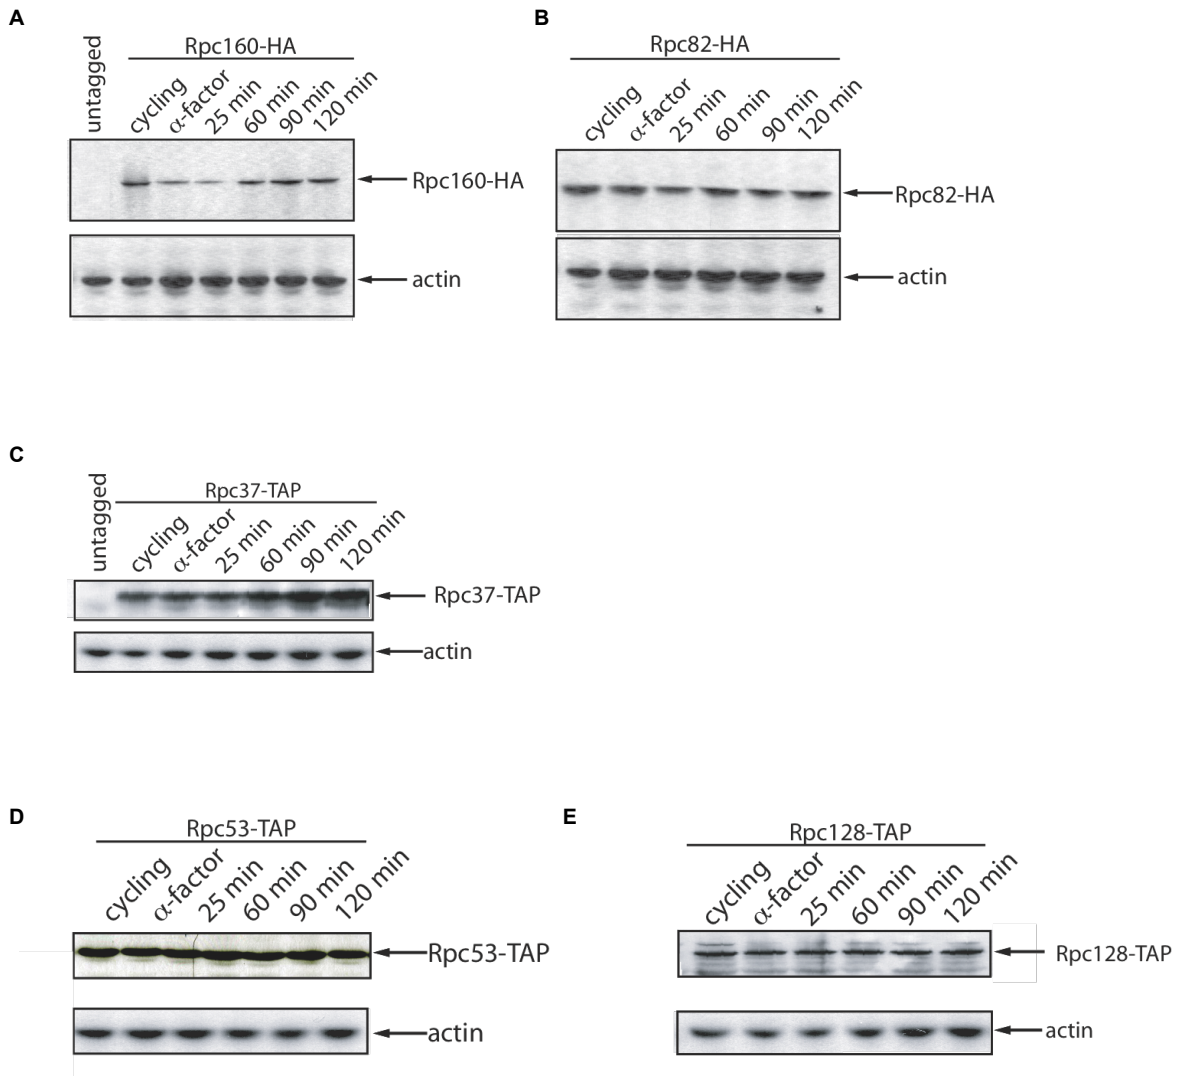 A
Rpc160-HA
untagged
cycling
α-factor
25 min
60 min
90 min
120 min
Rpc160-HA
actin
B
Rpc82-HA
cycling
α-factor
25 min
60 min
90 min
120 min
Rpc82-HA
actin
C
Rpc37-TAP
untagged
cycling
α-factor
25 min
60 min
90 min
120 min
Rpc37-TAP
actin
D
Rpc53-TAP
cycling
α-factor
25 min
60 min
90 min
120 min
Rpc53-TAP
actin
E
Rpc128-TAP
cycling
α-factor
25 min
60 min
90 min
120 min
Rpc128-TAP
actin